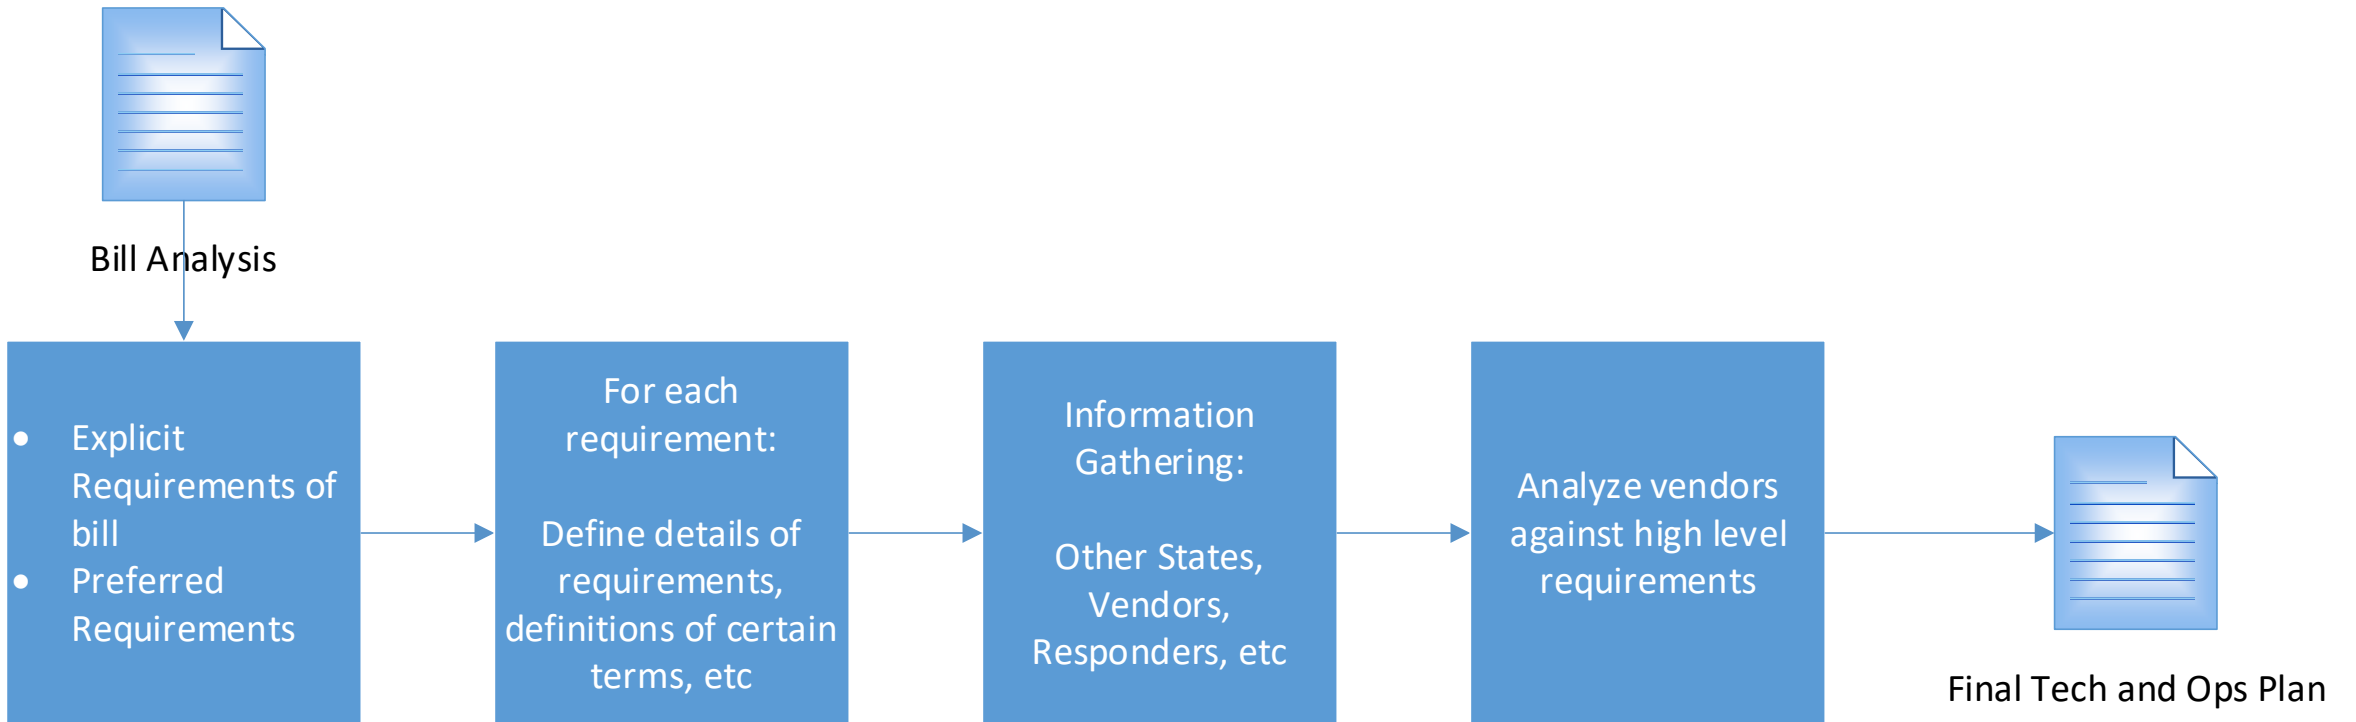 Bill Analysis
• Explicit
Requirements of
bill
• Preferred
Requirements
For each
requirement:
Define details of
requirements,
definitions of certain
terms, etc
Information
Gathering:
Other States,
Vendors,
Responders, etc
Analyze vendors
against high level
requirements
Final Tech and Ops Plan